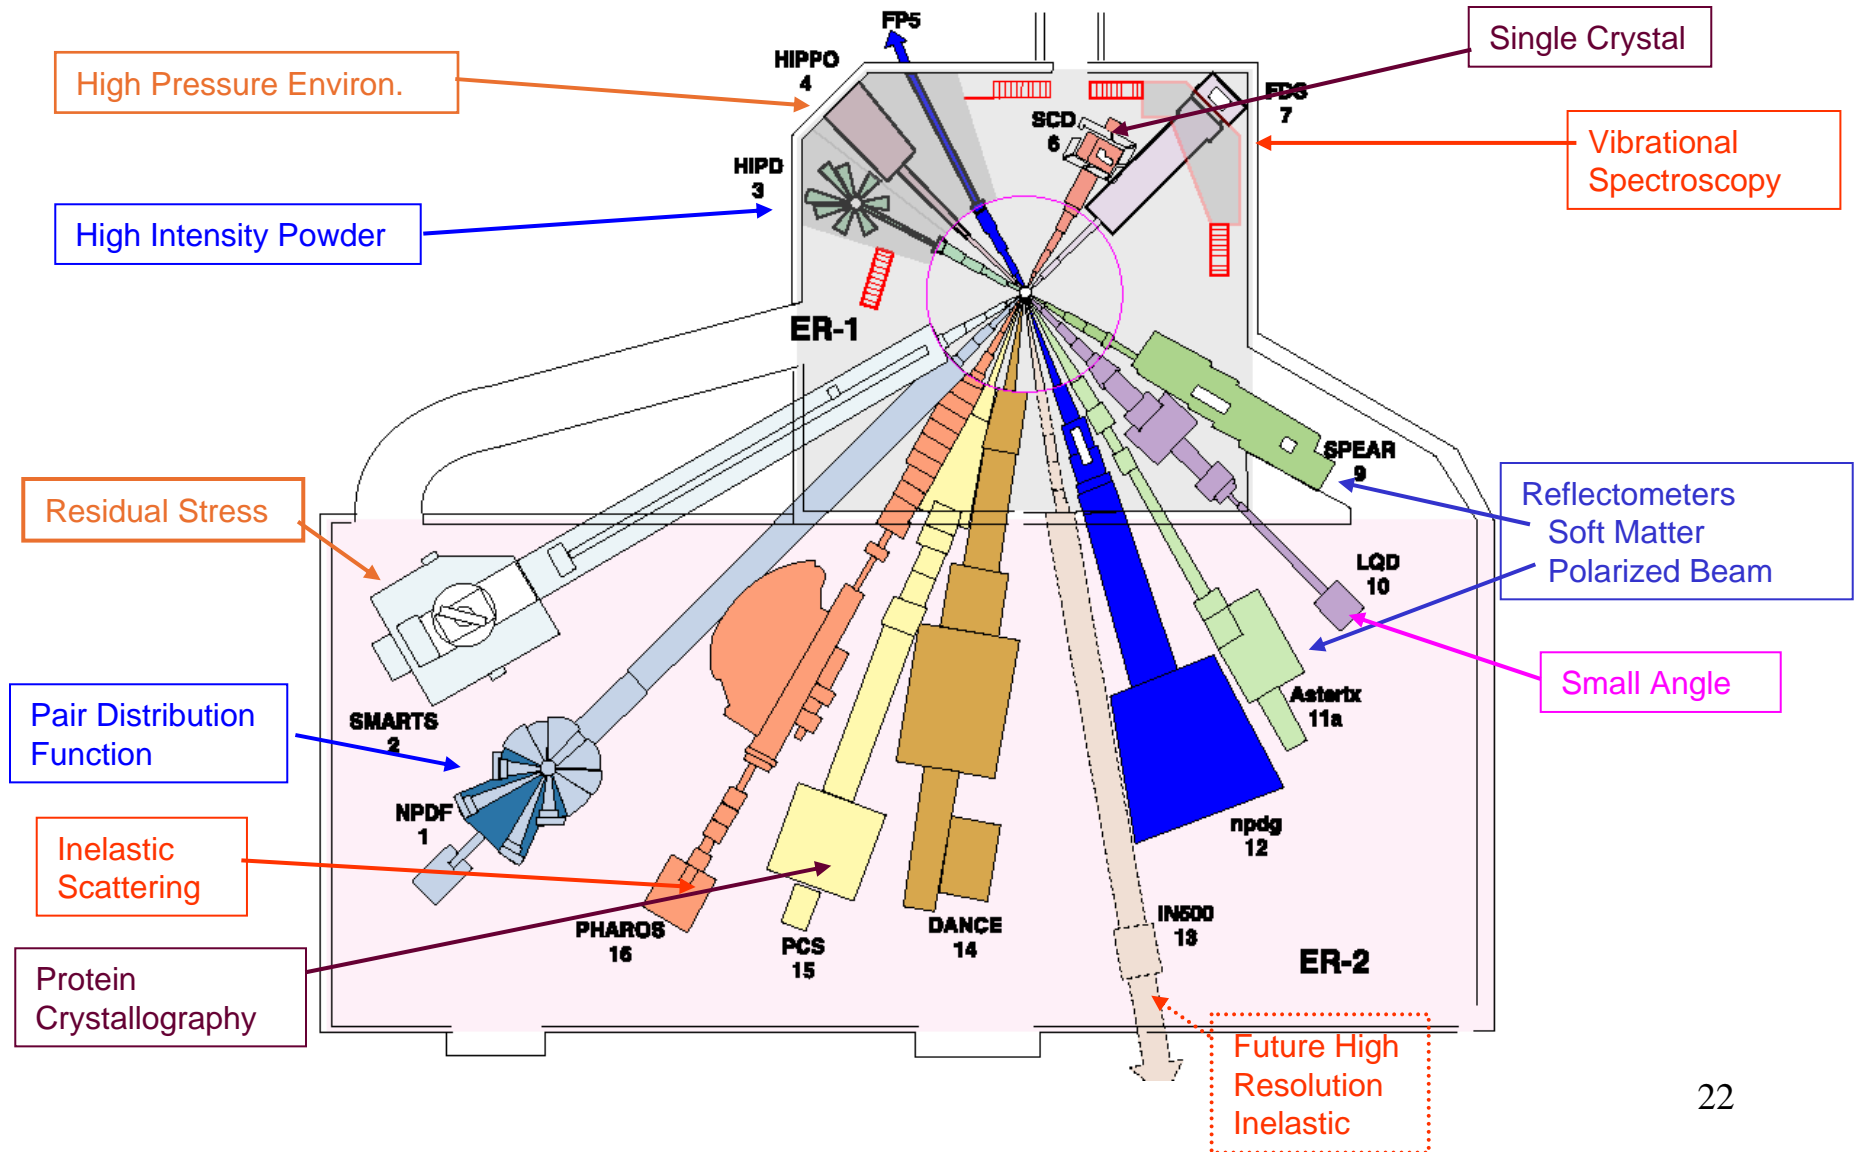 FP5
Single Crystal
High Pressure Environ.
HIPPO
4
FDS
7
SCD
6
Vibrational
Spectroscopy
HIPD
3
High Intensity Powder
ER-1
SPEAR
9
Reflectometers
Soft Matter
Polarized Beam
Residual Stress
LQD
10
Small Angle
Asterix
11a
Pair Distribution
Function
SMARTS
2
NPDF
1
npdg
12
Inelastic
Scattering
PHAROS
16
PCS
15
DANCE
14
IN500
13
ER-2
Protein
Crystallography
Future High
Resolution
Inelastic
22